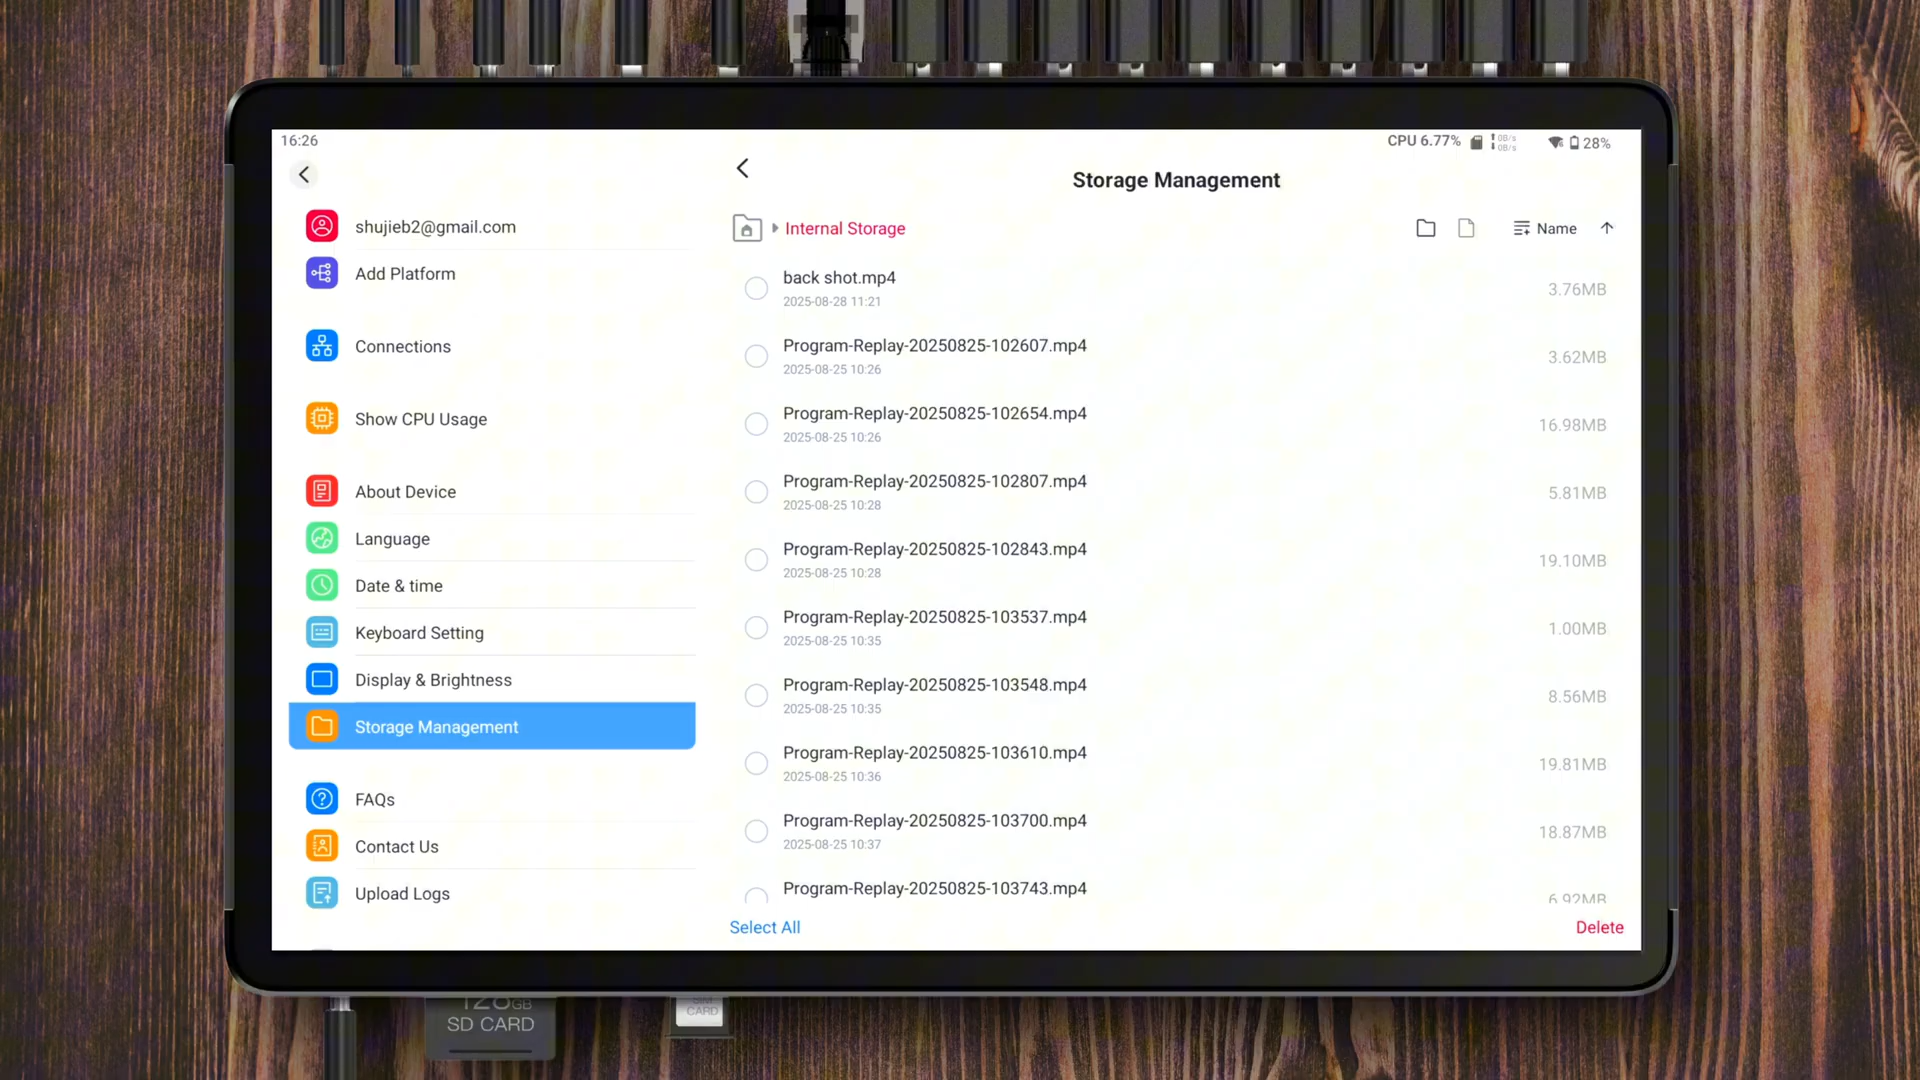 16:26
CPU 6.77%
0B/s
0B/s
28%
Storage Management
shujieb2@gmail.com
Add Platform
Connections
Show CPU Usage
About Device
Language
Date & time
Keyboard Setting
Display & Brightness
Storage Management
FAQs
Contact Us
Upload Logs
Internal Storage
Name
back shot.mp4
2025-08-28 11:21
3.76MB
Program-Replay-20250825-102607.mp4
2025-08-25 10:26
3.62MB
Program-Replay-20250825-102654.mp4
2025-08-25 10:26
16.98MB
Program-Replay-20250825-102807.mp4
2025-08-25 10:28
5.81MB
Program-Replay-20250825-102843.mp4
2025-08-25 10:28
19.10MB
Program-Replay-20250825-103537.mp4
2025-08-25 10:35
1.00MB
Program-Replay-20250825-103548.mp4
2025-08-25 10:35
8.56MB
Program-Replay-20250825-103610.mp4
2025-08-25 10:36
19.81MB
Program-Replay-20250825-103700.mp4
2025-08-25 10:37
18.87MB
Program-Replay-20250825-103743.mp4
6.92MB
Select All
Delete
128GB
SD CARD
SIM
CARD